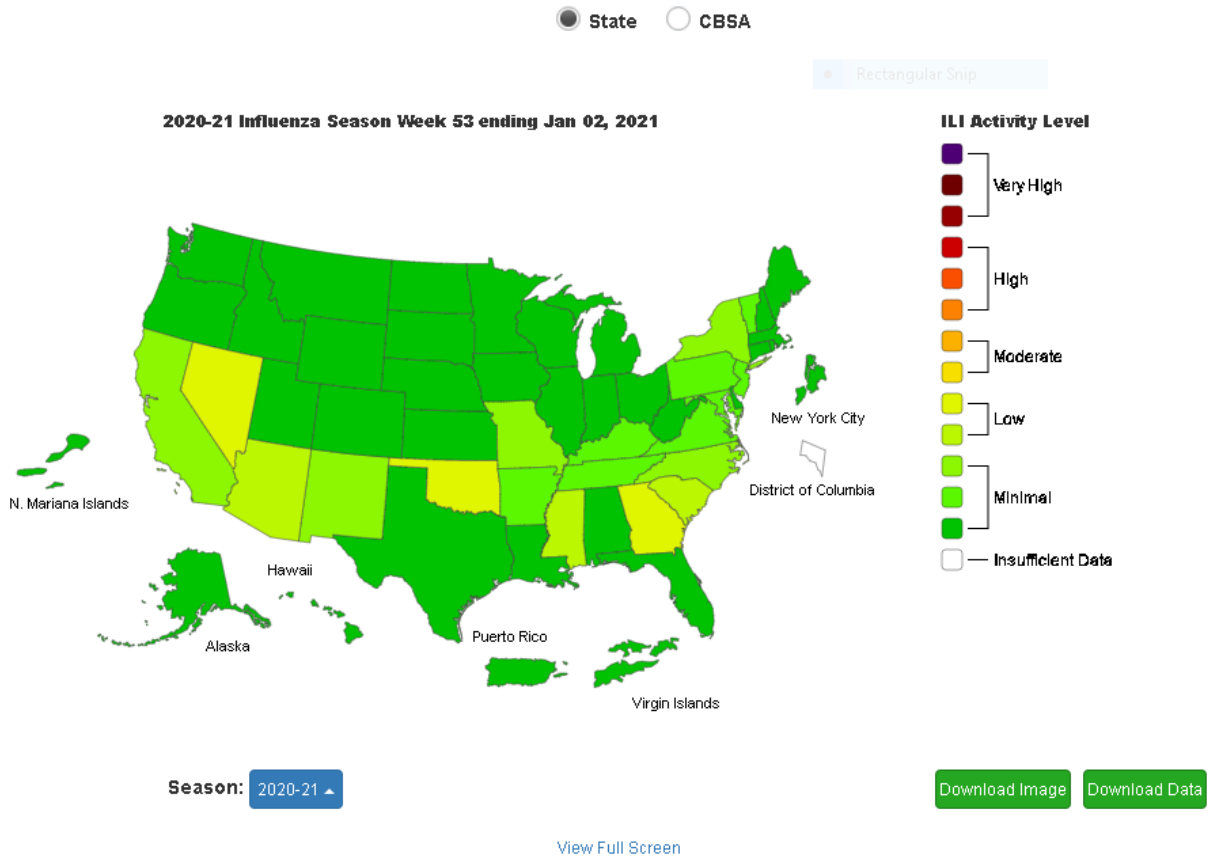 State CBSA
Rectangular Snip
2020-21 Influenza Season Week 53 ending Jan 02, 2021
ILI Activity Level
Very High
High
Moderate
Low
Minimal
Insufficient Data
New York City
District of Columbia
N. Mariana Islands
Hawaii
Alaska
Puerto Rico
Virgin Islands
Season: 2020-21
Download Image Download Data
View Full Screen